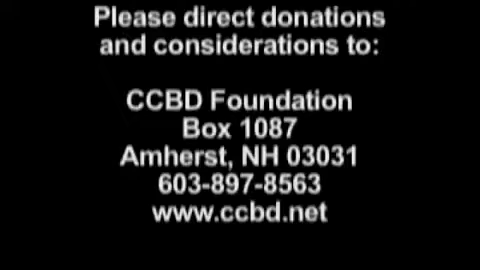 Please direct donations
and considerations to:
CCBD Foundation
Box 1087
Amherst, NH 03031
603-897-8563
www.ccbd.net